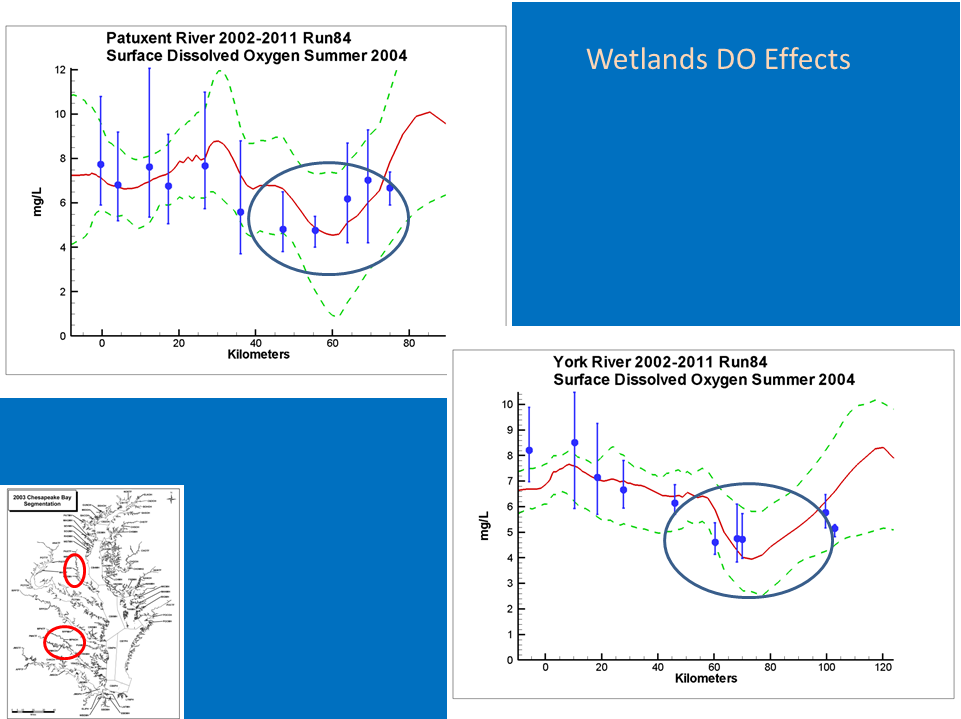 Patuxent River 2002-2011 Run84
Surface Dissolved Oxygen Summer 2004
12
10
8
6
4
2
0
mg/L
0 20 40 60 80
Kilometers
Wetlands DO Effects
York River 2002-2011 Run84
Surface Dissolved Oxygen Summer 2004
10
9
8
7
6
5
4
3
2
1
0
mg/L
0 20 40 60 80 100 120
Kilometers
2003 Chesapeake Bay
Segmentation